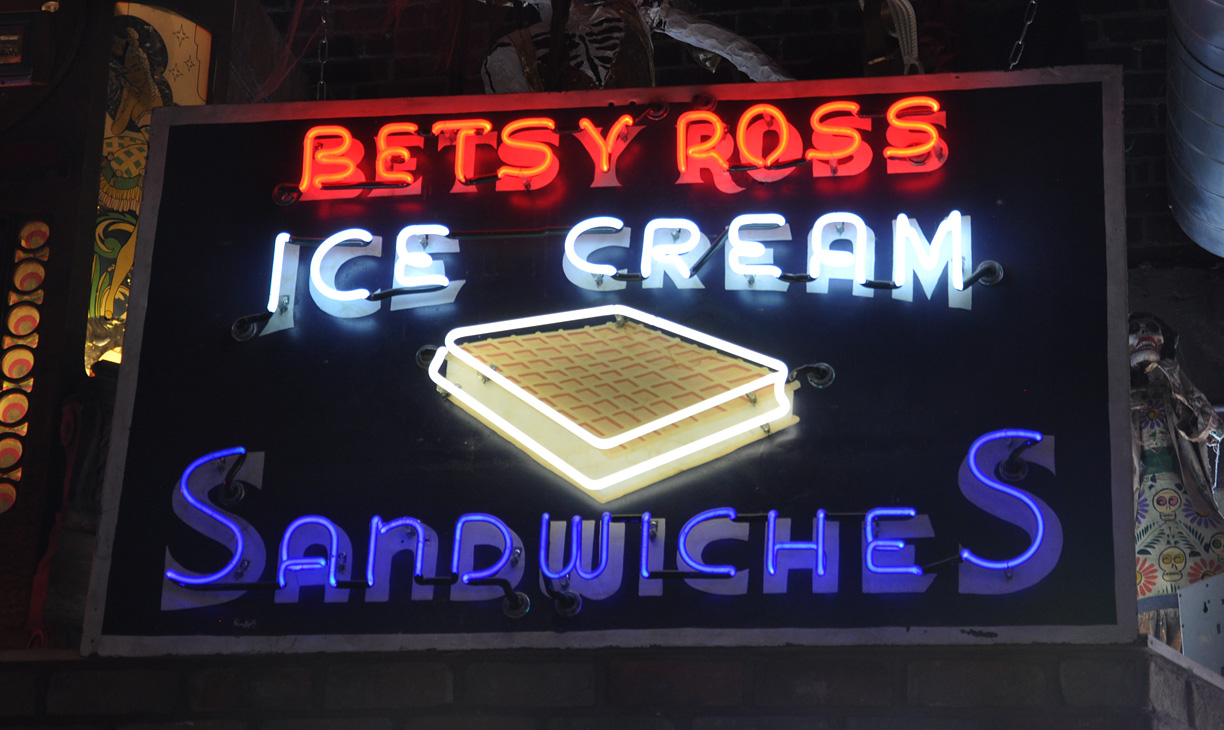 BETSY ROSS
ICE CREAM
SANDWICHES